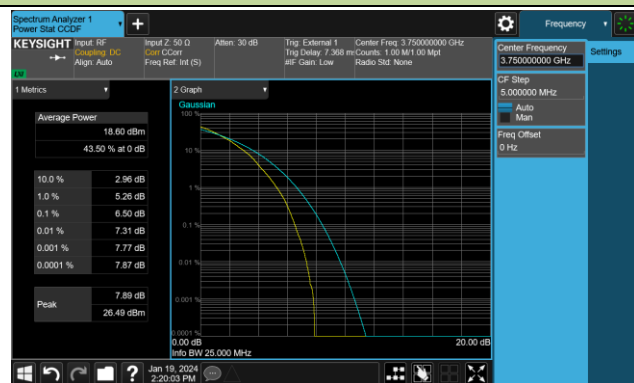 Spectrum Analyzer 1
Power Stat CCDF
+
Frequency
KEYSIGHT
Input: RF
Coupling: DC
Align: Auto
Input Z: 50 Ω
Corr CCorr
Freq Ref: Int (S)
Atten: 30 dB
Trig: External 1
Trig Delay: 7.368 ms
#IF Gain: Low
Center Freq: 3.750000000 GHz
Counts: 1.00 M/1.00 Mpt
Radio Std: None
Center Frequency
3.750000000 GHz
Settings
CF Step
5.000000 MHz
Auto
Man
Freq Offset
0 Hz
1 Metrics
Average Power
18.60 dBm
43.50 % at 0 dB
10.0 % 2.96 dB
1.0 % 5.26 dB
0.1 % 6.50 dB
0.01 % 7.31 dB
0.001 % 7.77 dB
0.0001 % 7.87 dB
Peak
7.89 dB
26.49 dBm
2 Graph
Gaussian
100 %
10 %
1 %
0.1 %
0.01 %
0.001 %
0.0001 %
0.00 dB
20.00 dB
Info BW 25.000 MHz
?
Jan 19, 2024
2:20:03 PM